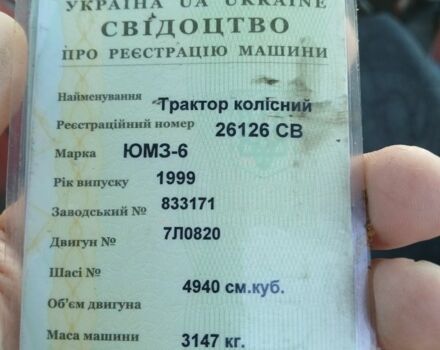 УКРАЇНА UA UKRAINE
СВІДОЦТВО
ПРО РЕЄСТРАЦІЮ МАШИНИ
Найменування Трактор колісний
Реєстраційний номер 26126 СВ
Марка ЮМЗ-6
Рік випуску 1999
Заводський № 833171
Двигун № 7Л0820
Шасі №
4940 см.куб.
Об'єм двигуна
Маса машини 3147 кг.